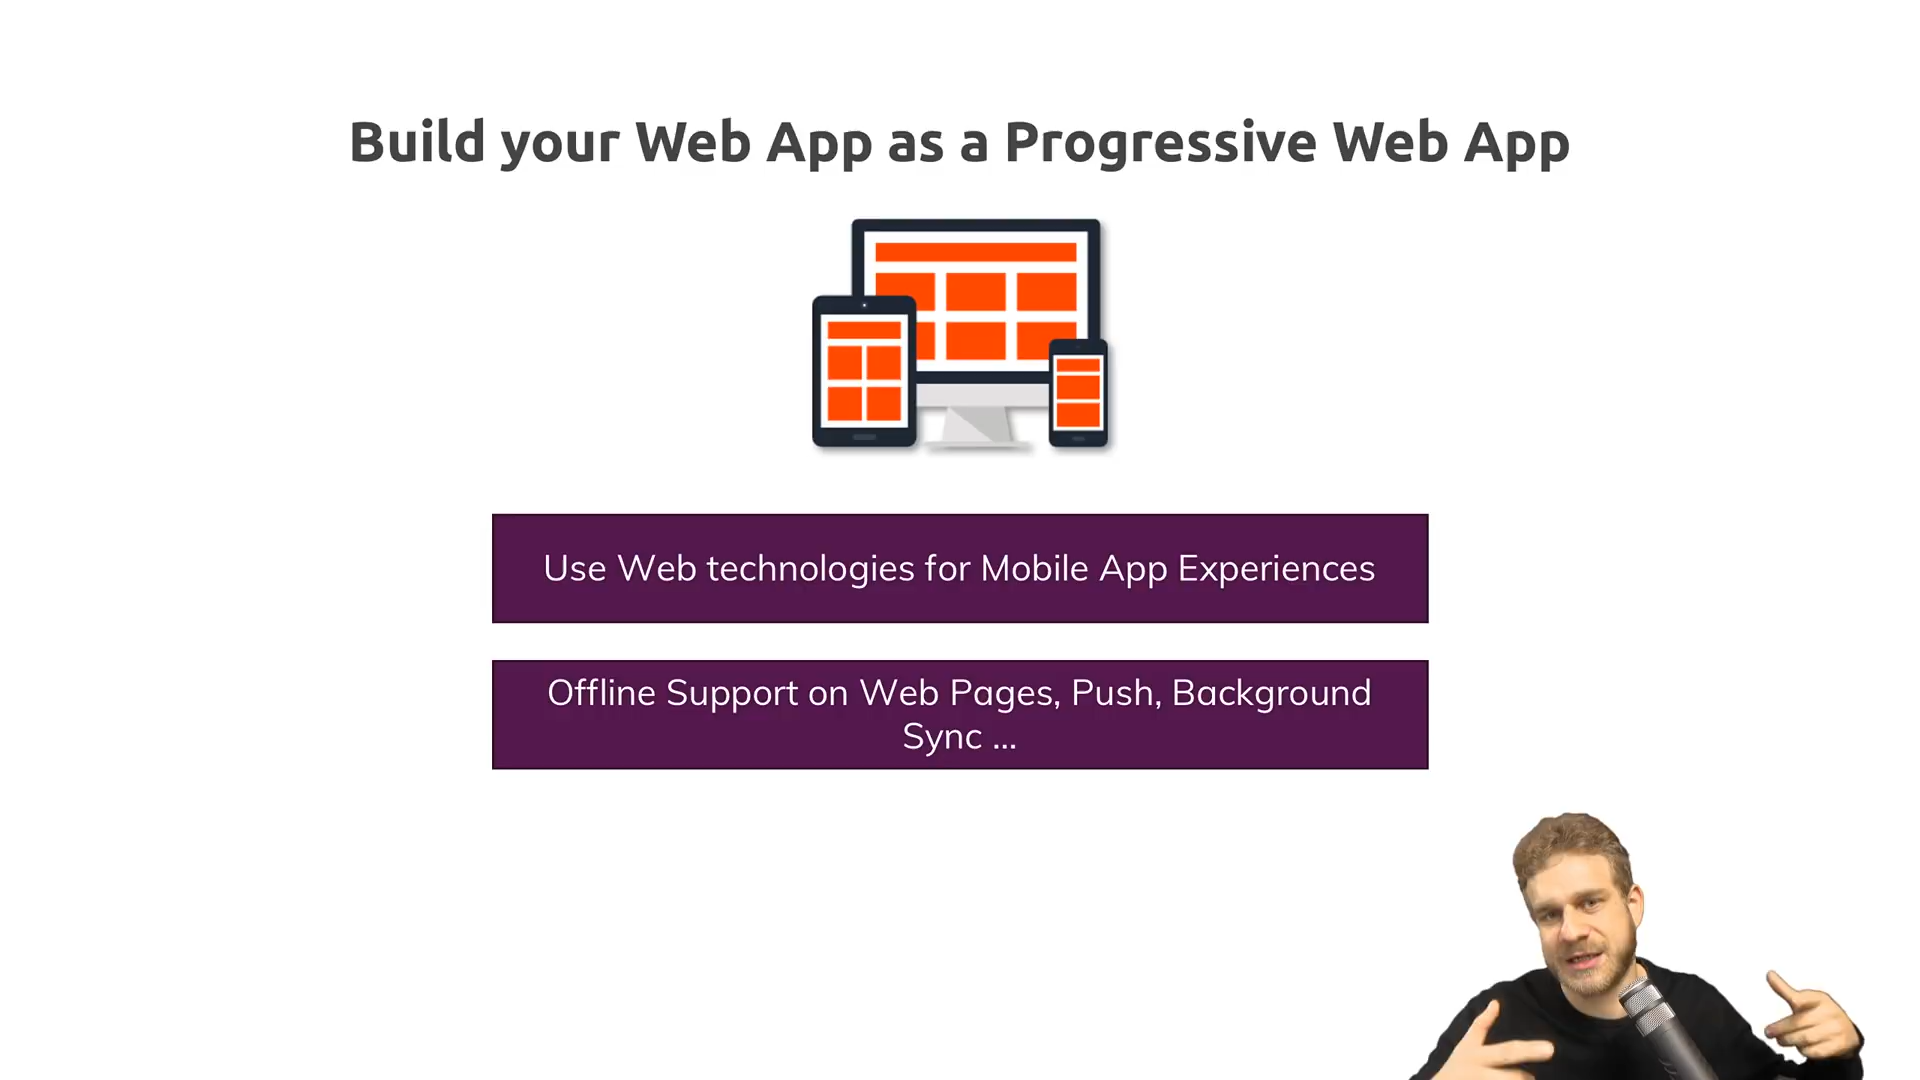 Build your Web App as a Progressive Web App
Use Web technologies for Mobile App Experiences
Offline Support on Web Pages, Push, Background
Sync ...